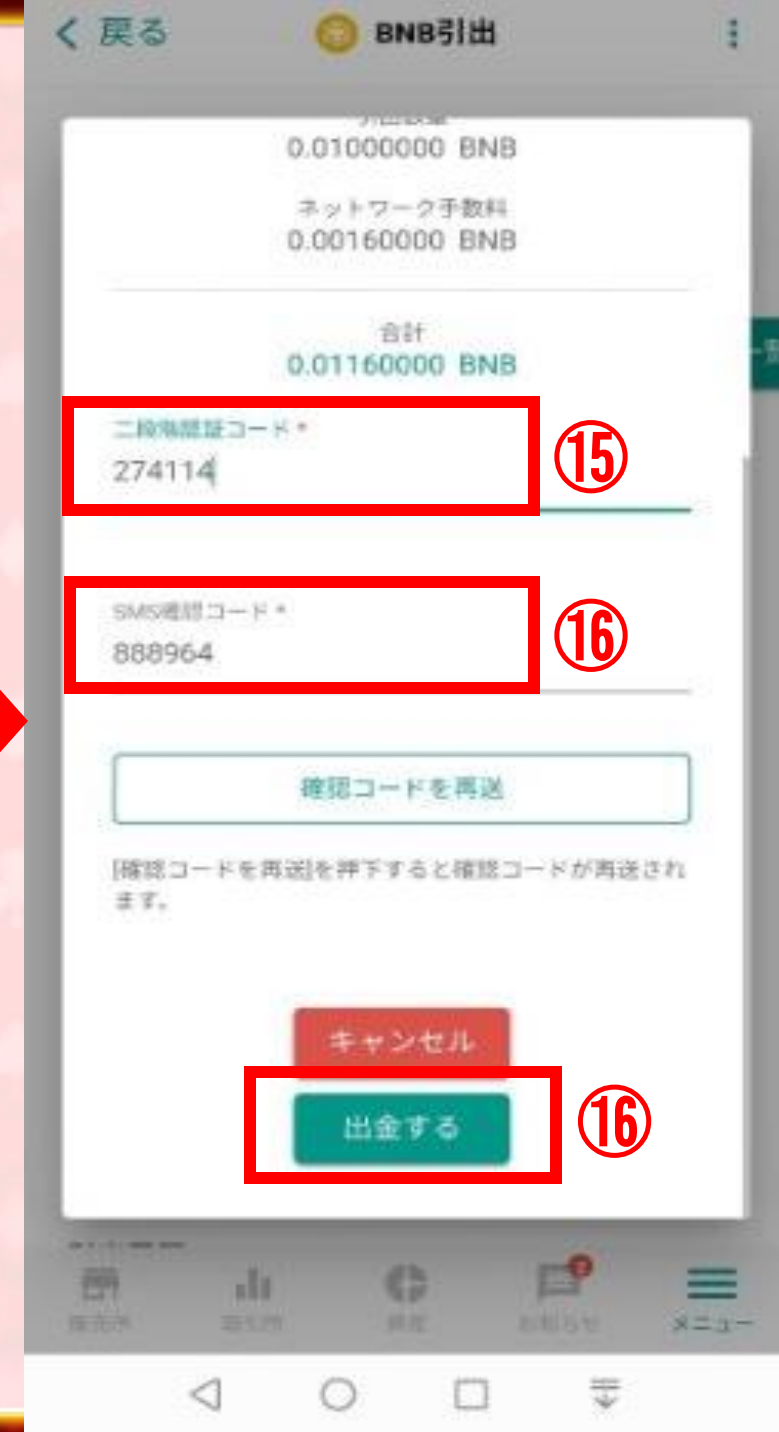 戻る
BNB引出
引出数量
0.01000000 BNB
ネットワーク手数料
0.00160000 BNB
合計
0.01160000 BNB
二段階認証コード *
274114
⑮
SMS確認コード *
888964
⑯
確認コードを再送
[確認コードを再送]を押下すると確認コードが再送され
ます。
キャンセル
出金する
⑯
販売所
取引所
資産
お知らせ
2
メニュー